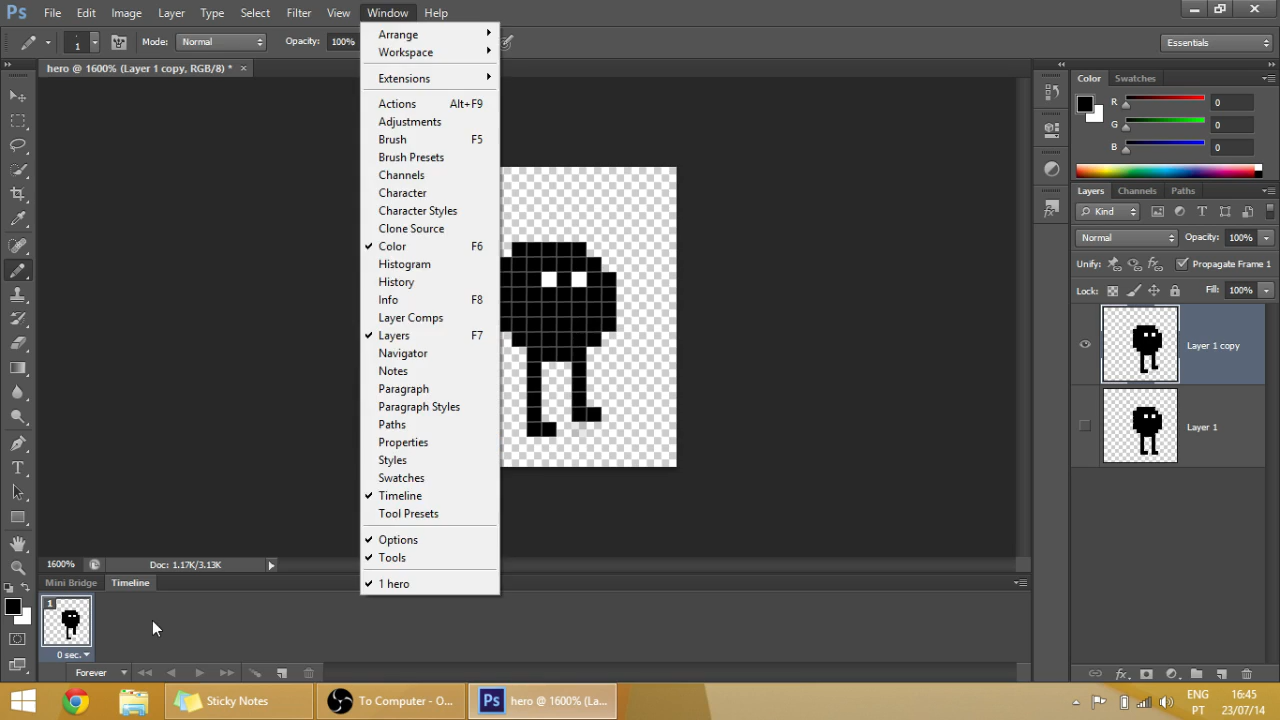 Ps File Edit Image Layer Type Select Filter View Window Help
1 Mode: Normal Opacity: 100% Essentials
hero @ 1600% (Layer 1 copy, RGB/8) * ×
Arrange
Workspace
Extensions
Actions Alt+F9
Adjustments
Brush F5
Brush Presets
Channels
Character
Character Styles
Clone Source
Color F6
Histogram
History
Info F8
Layer Comps
Layers F7
Navigator
Notes
Paragraph
Paragraph Styles
Paths
Properties
Styles
Swatches
Timeline
Tool Presets
Options
Tools
1 hero
Color Swatches
R 0
G 0
B 0
Layers Channels Paths
Kind
Normal Opacity: 100%
Unify: Propagate Frame 1
Lock: Fill: 100%
Layer 1 copy
Layer 1
1600% Doc: 1.17K/3.13K
Mini Bridge Timeline
1
0 sec.
Forever
Sticky Notes
To Computer - O...
Ps hero @ 1600% (La...
ENG 16:45
PT 23/07/14